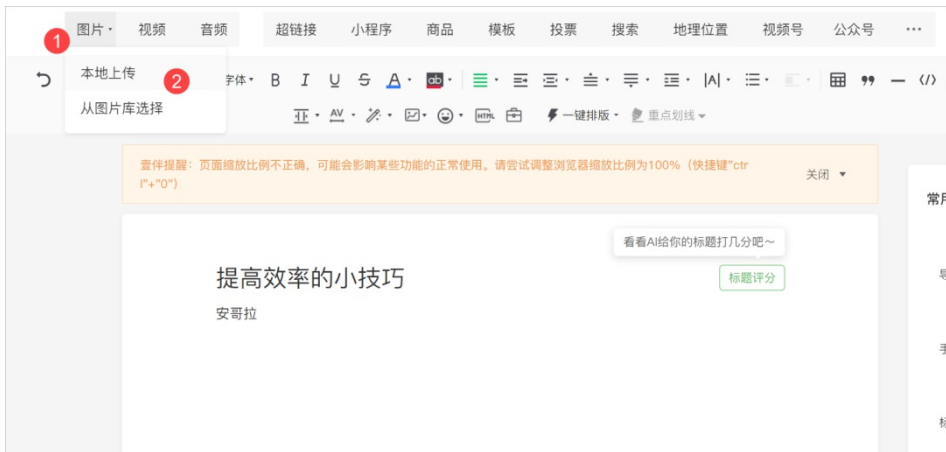 图片 视频 音频 超链接 小程序 商品 模板 投票 搜索 地理位置 视频号 公众号 ···
1
本地上传
2
从图片库选择
字体 B I U S A ab |A| </>
AV HTML 一键排版 重点划线
壹伴提醒:页面缩放比例不正确,可能会影响某些功能的正常使用。请尝试调整浏览器缩放比例为100%(快捷键"ctr
l"+"0")
关闭
常用
看看AI给你的标题打几分吧~
提高效率的小技巧
标题评分
安哥拉